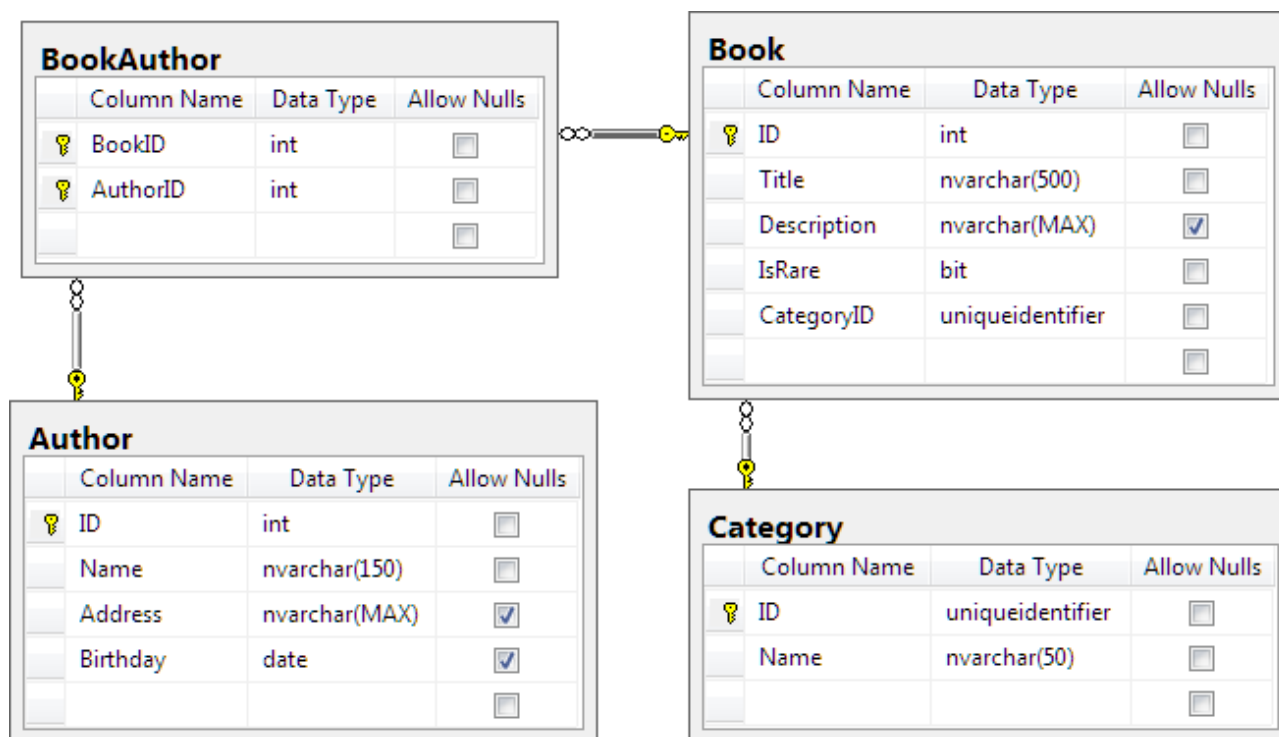 BookAuthor
Column Name Data Type Allow Nulls
BookID int
AuthorID int
Book
Column Name Data Type Allow Nulls
ID int
Title nvarchar(500)
Description nvarchar(MAX)
IsRare bit
CategoryID uniqueidentifier
Author
Column Name Data Type Allow Nulls
ID int
Name nvarchar(150)
Address nvarchar(MAX)
Birthday date
Category
Column Name Data Type Allow Nulls
ID uniqueidentifier
Name nvarchar(50)